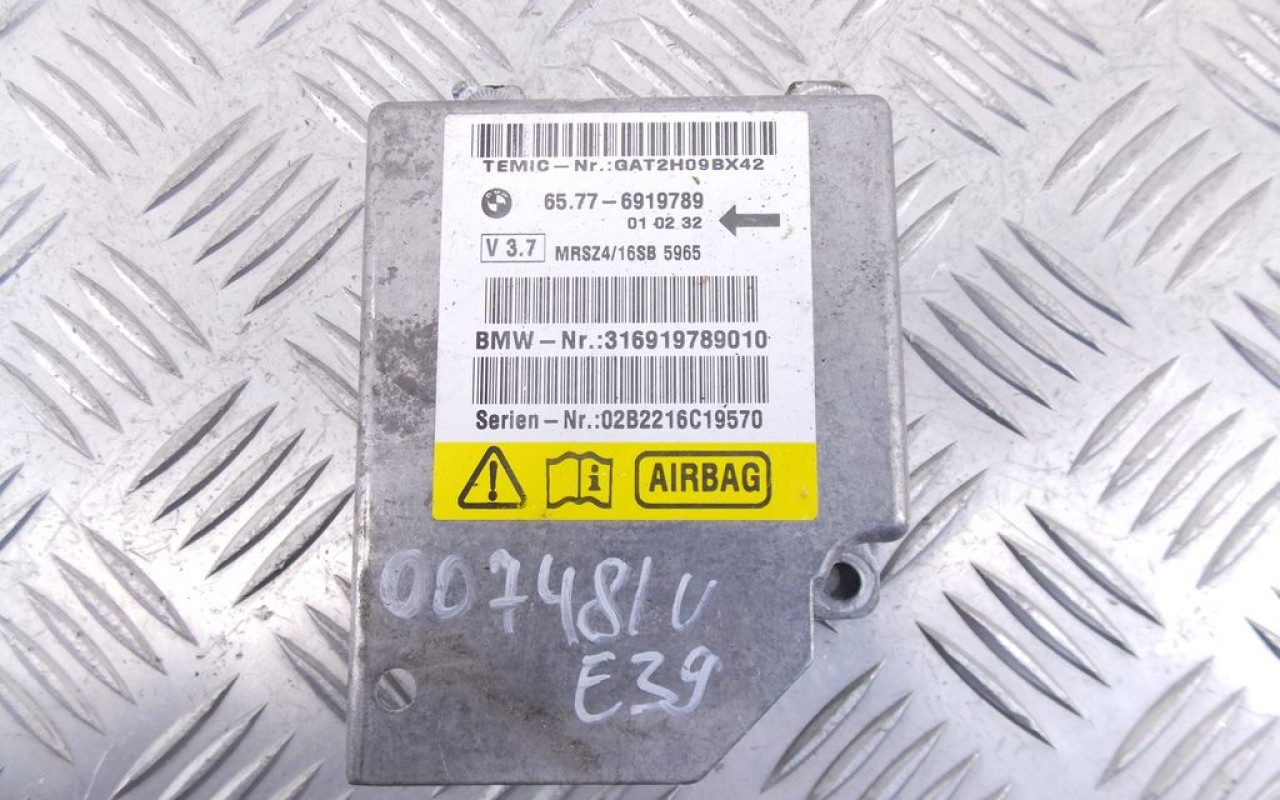 TEMIC-Nr.:GAT2H09BX42
65.77-6919789
01 02 32
V 3.7 MRSZ4/16SB 5965
BMW-Nr.:316919789010
Serien-Nr.:02B2216C19570
AIRBAG
00748/U
E39